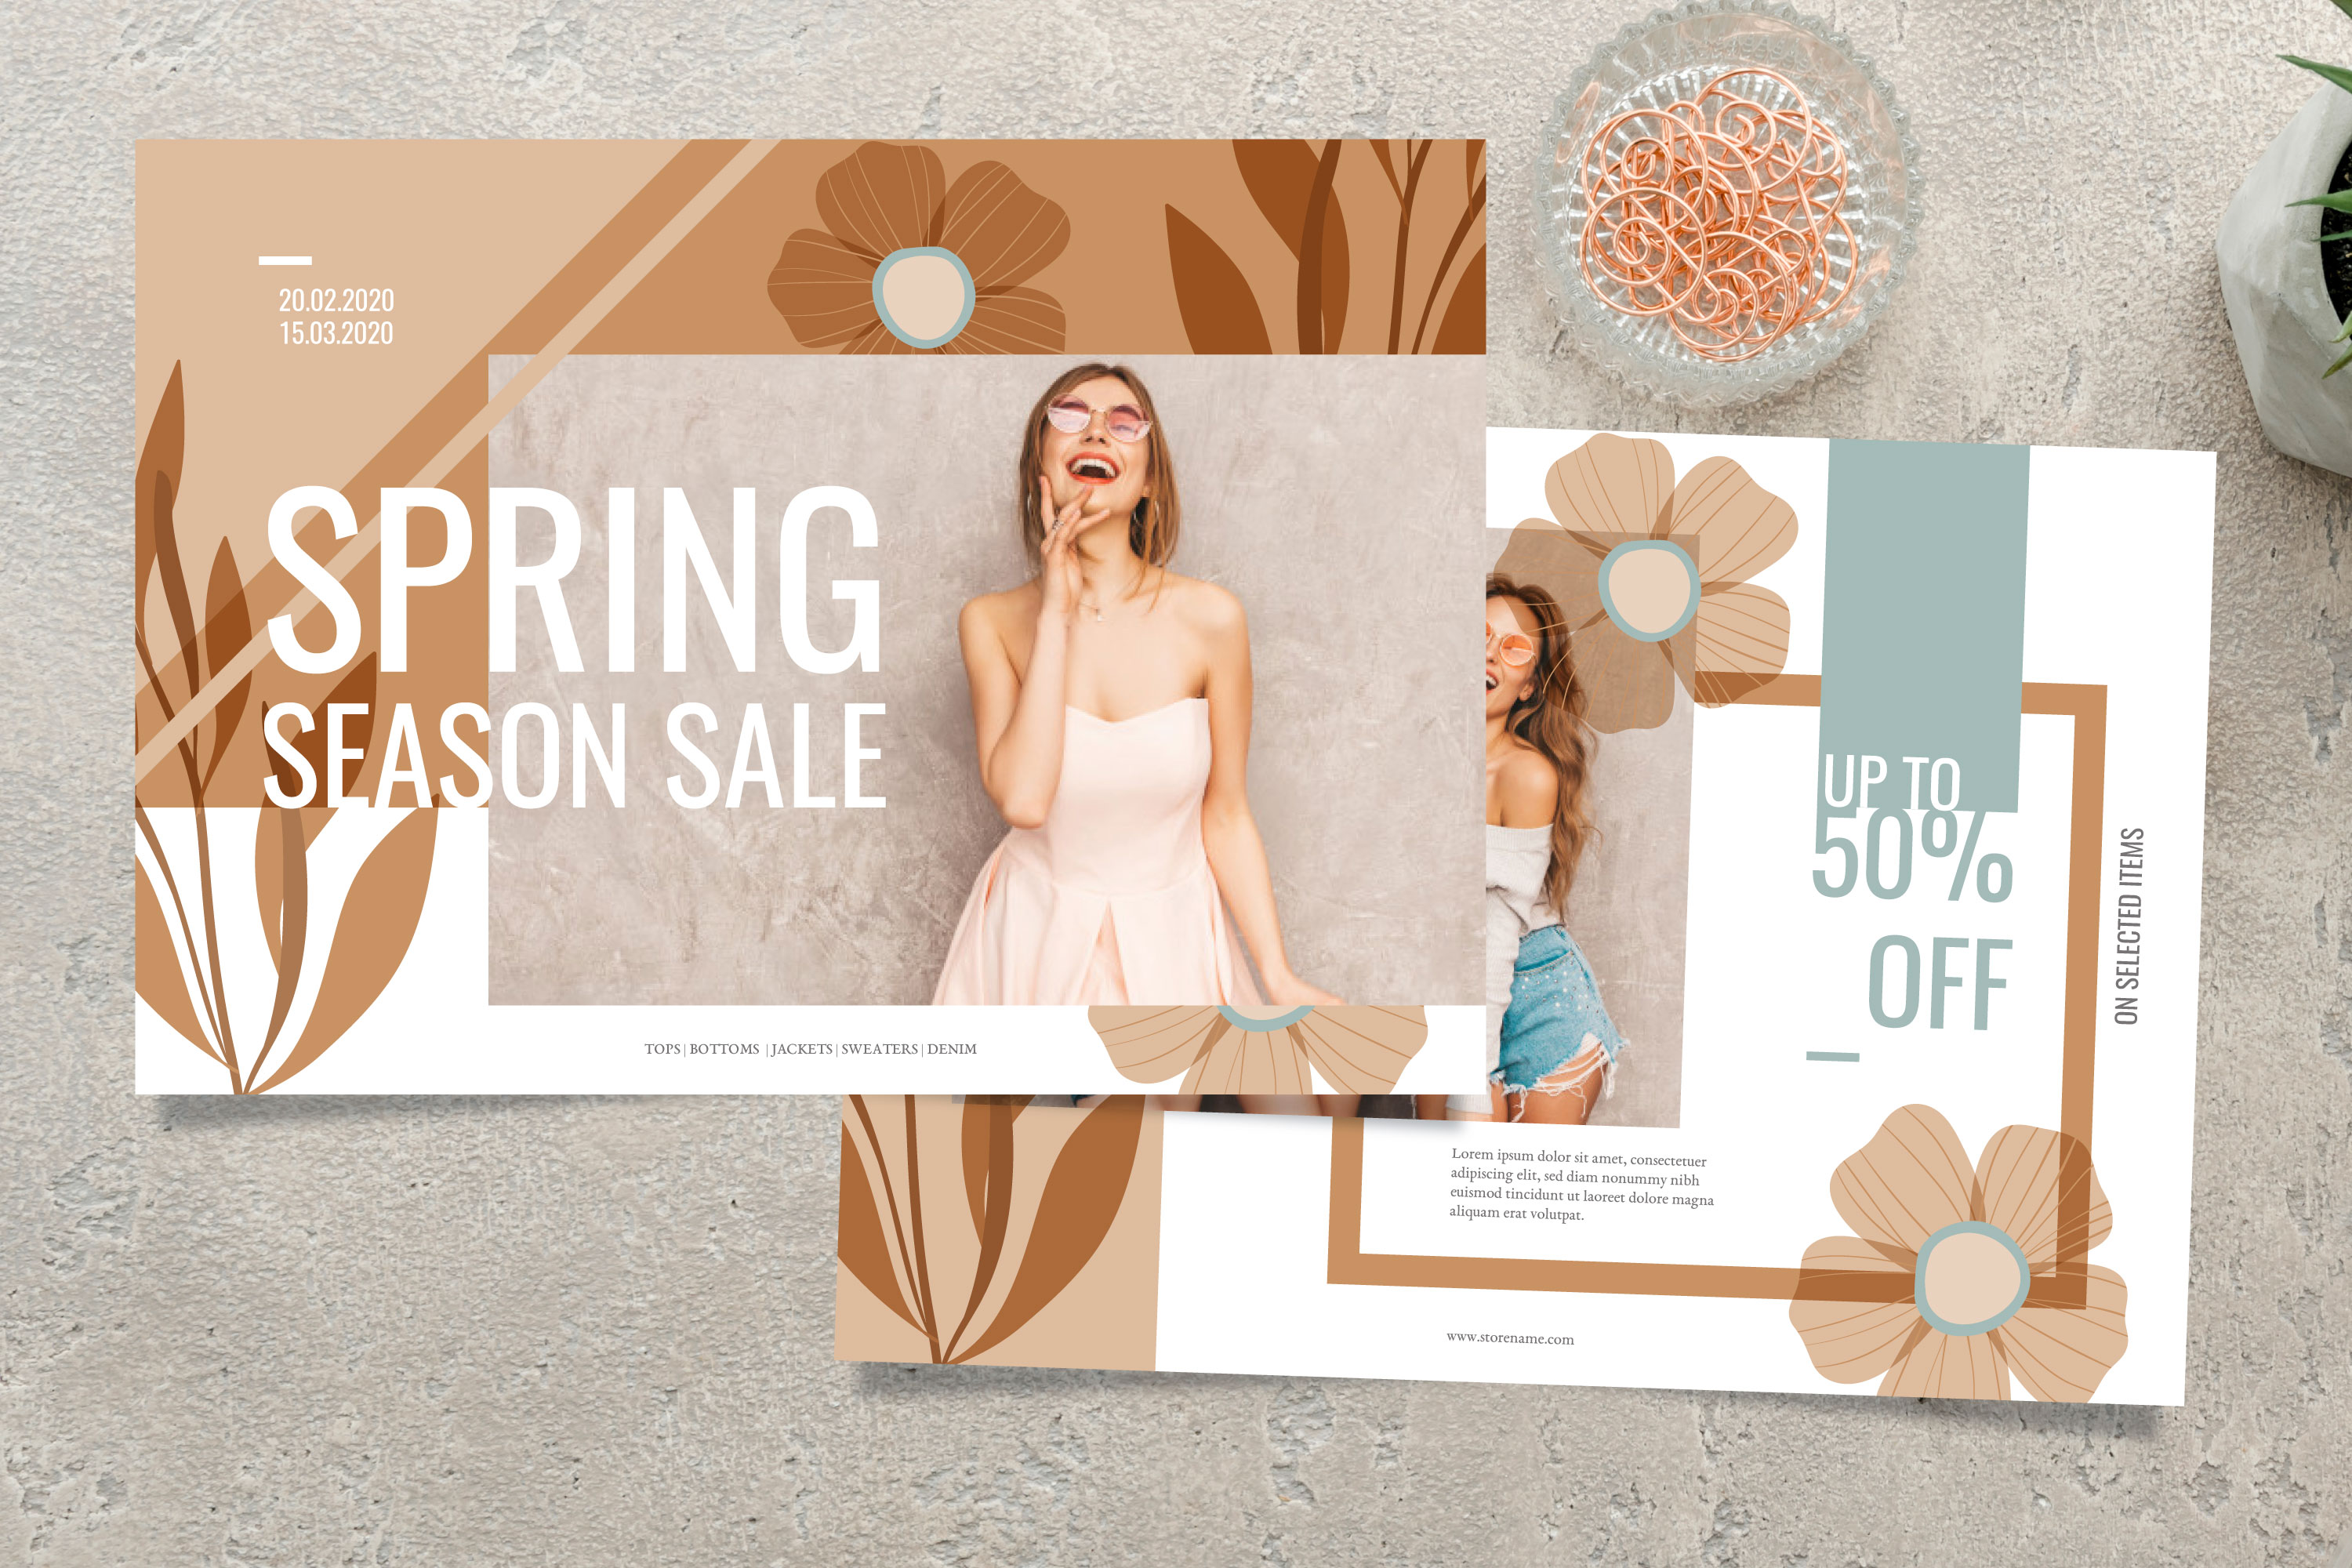 20.02.2020
15.03.2020
SPRING
SEASON SALE
TOPS | BOTTOMS | JACKETS | SWEATERS | DENIM
UP TO
50%
OFF
ON SELECTED ITEMS
Lorem ipsum dolor sit amet, consectetuer
adipiscing elit, sed diam nonummy nibh
euismod tincidunt ut laoreet dolore magna
aliquam erat volutpat.
www.storename.com